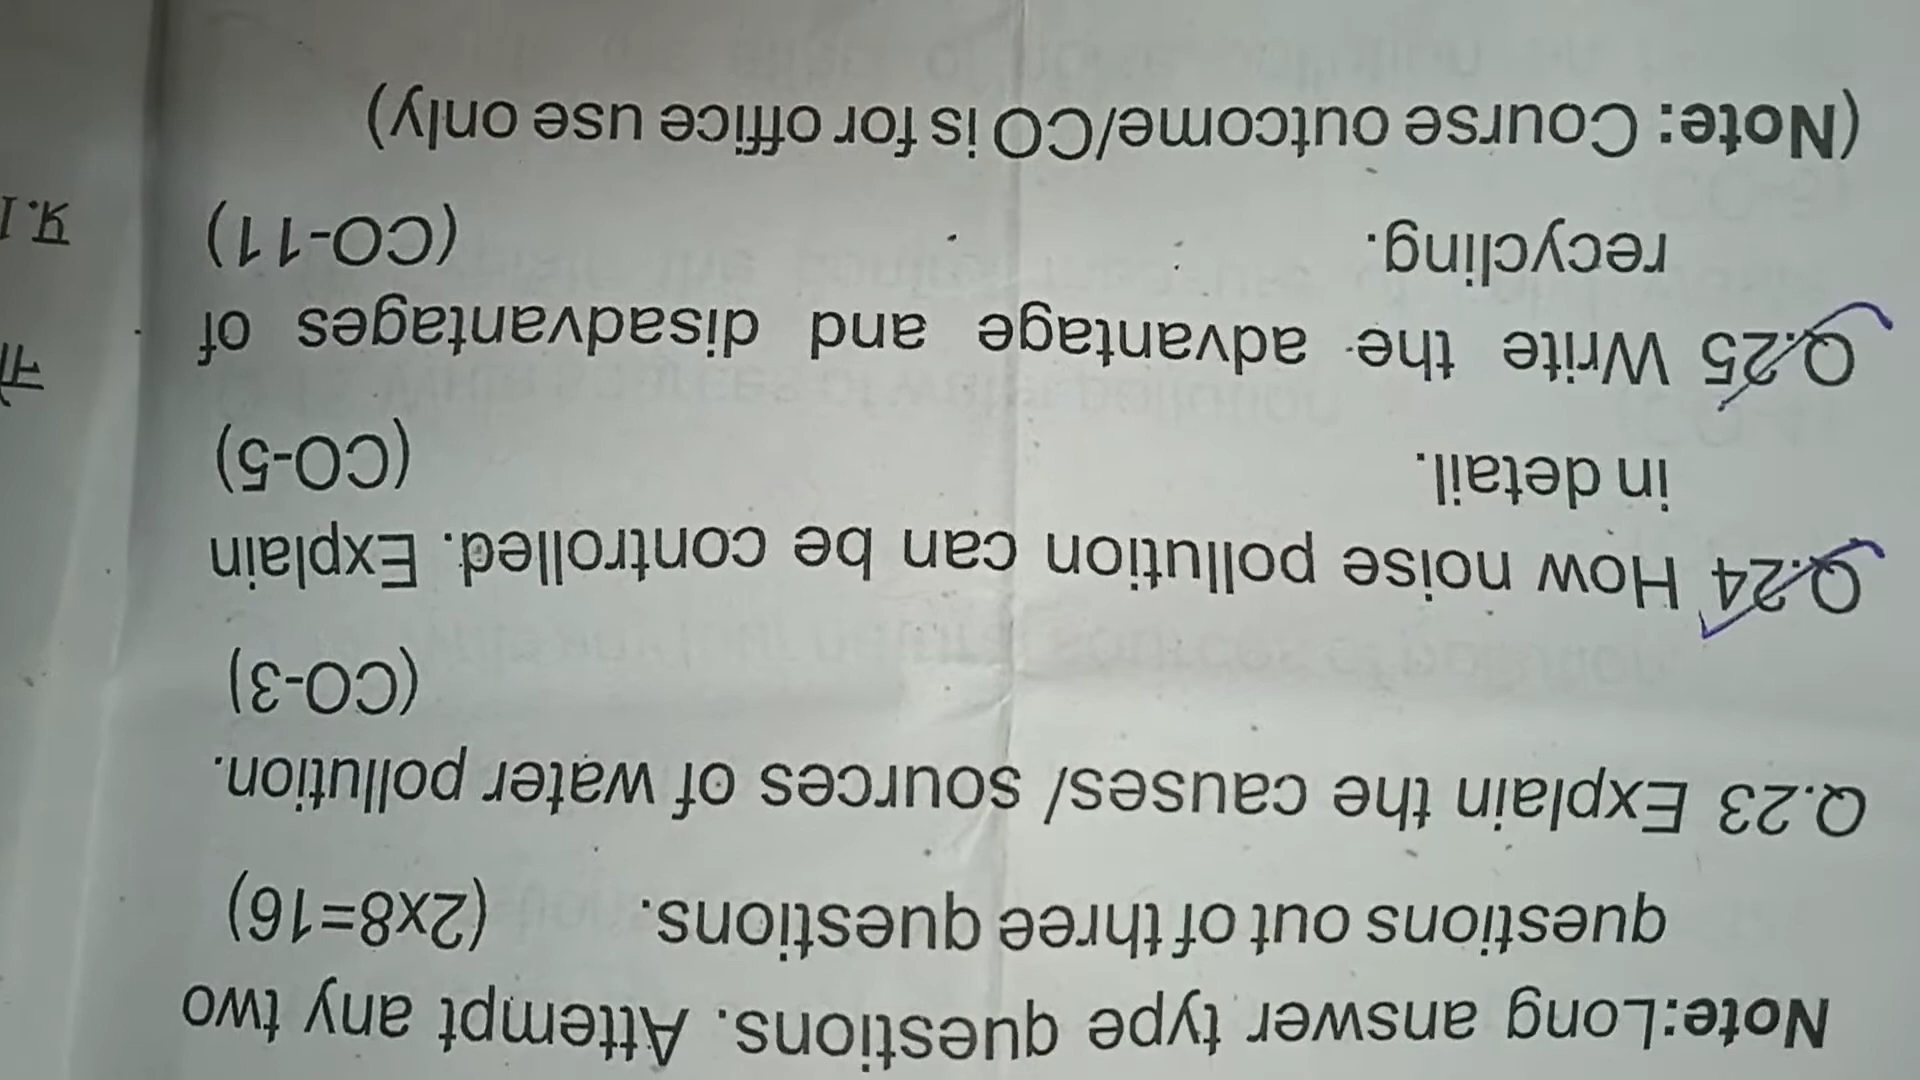 Note:Long answer type questions. Attempt any two
questions out of three questions. (2x8=16)
Q.23 Explain the causes/ sources of water pollution.
(CO-3)
Q.24 How noise pollution can be controlled. Explain
in detail. (CO-5)
Q.25 Write the advantage and disadvantages of
recycling. (CO-11)
(Note: Course outcome/CO is for office use only)